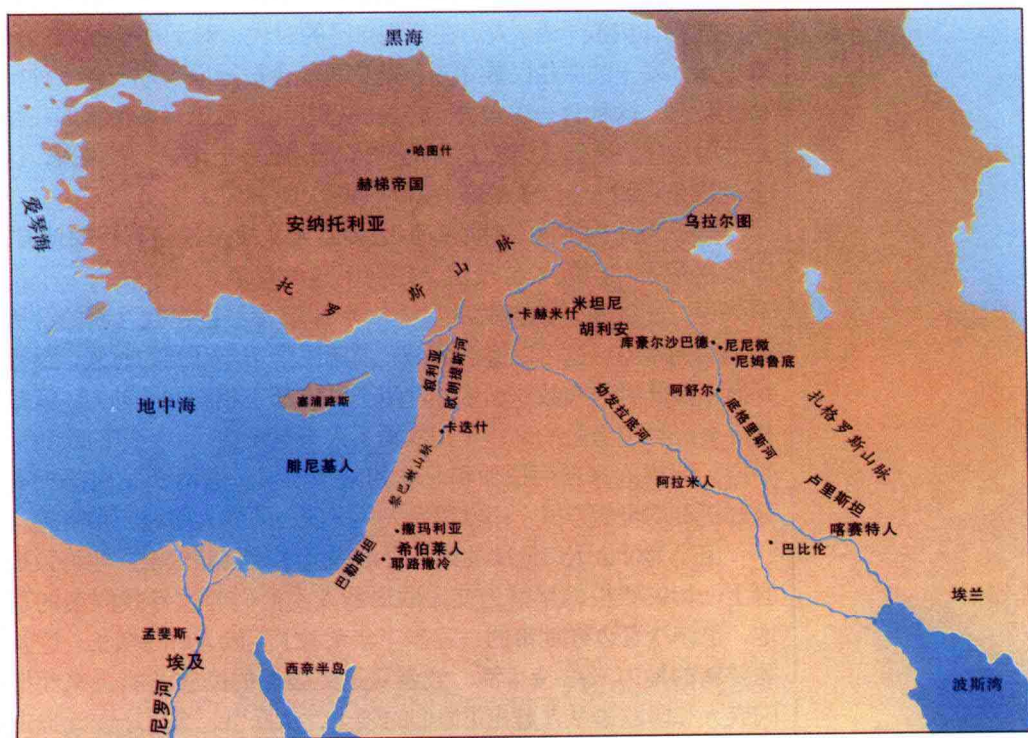 黑海
哈图什
赫梯帝国
爱琴海
安纳托利亚
乌拉尔图
托罗斯山脉
卡赫米什
米坦尼
胡利安
库豪尔沙巴德
尼尼微
尼姆鲁底
叙利亚
欧朗提斯河
阿舒尔
扎格罗斯山脉
地中海
塞浦路斯
幼发拉底河
底格里斯河
卡迭什
腓尼基人
黎巴嫩山脉
阿拉米人
卢里斯坦
喀赛特人
撒玛利亚
希伯莱人
耶路撒冷
巴勒斯坦
巴比伦
埃兰
孟斐斯
埃及
西奈半岛
尼罗河
波斯湾